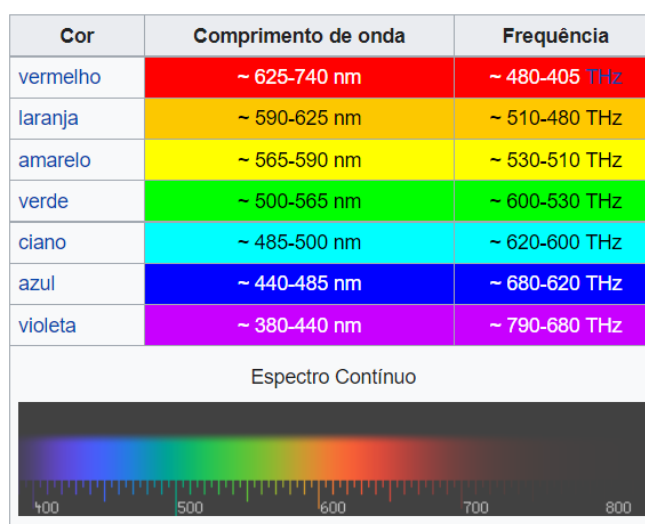 Cor Comprimento de onda Frequência
vermelho ~ 625-740 nm ~ 480-405 THz
laranja ~ 590-625 nm ~ 510-480 THz
amarelo ~ 565-590 nm ~ 530-510 THz
verde ~ 500-565 nm ~ 600-530 THz
ciano ~ 485-500 nm ~ 620-600 THz
azul ~ 440-485 nm ~ 680-620 THz
violeta ~ 380-440 nm ~ 790-680 THz
Espectro Contínuo
400 500 600 700 800